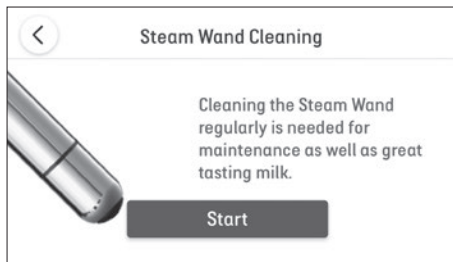 Steam Wand Cleaning
Cleaning the Steam Wand
regularly is needed for
maintenance as well as great
tasting milk.
Start